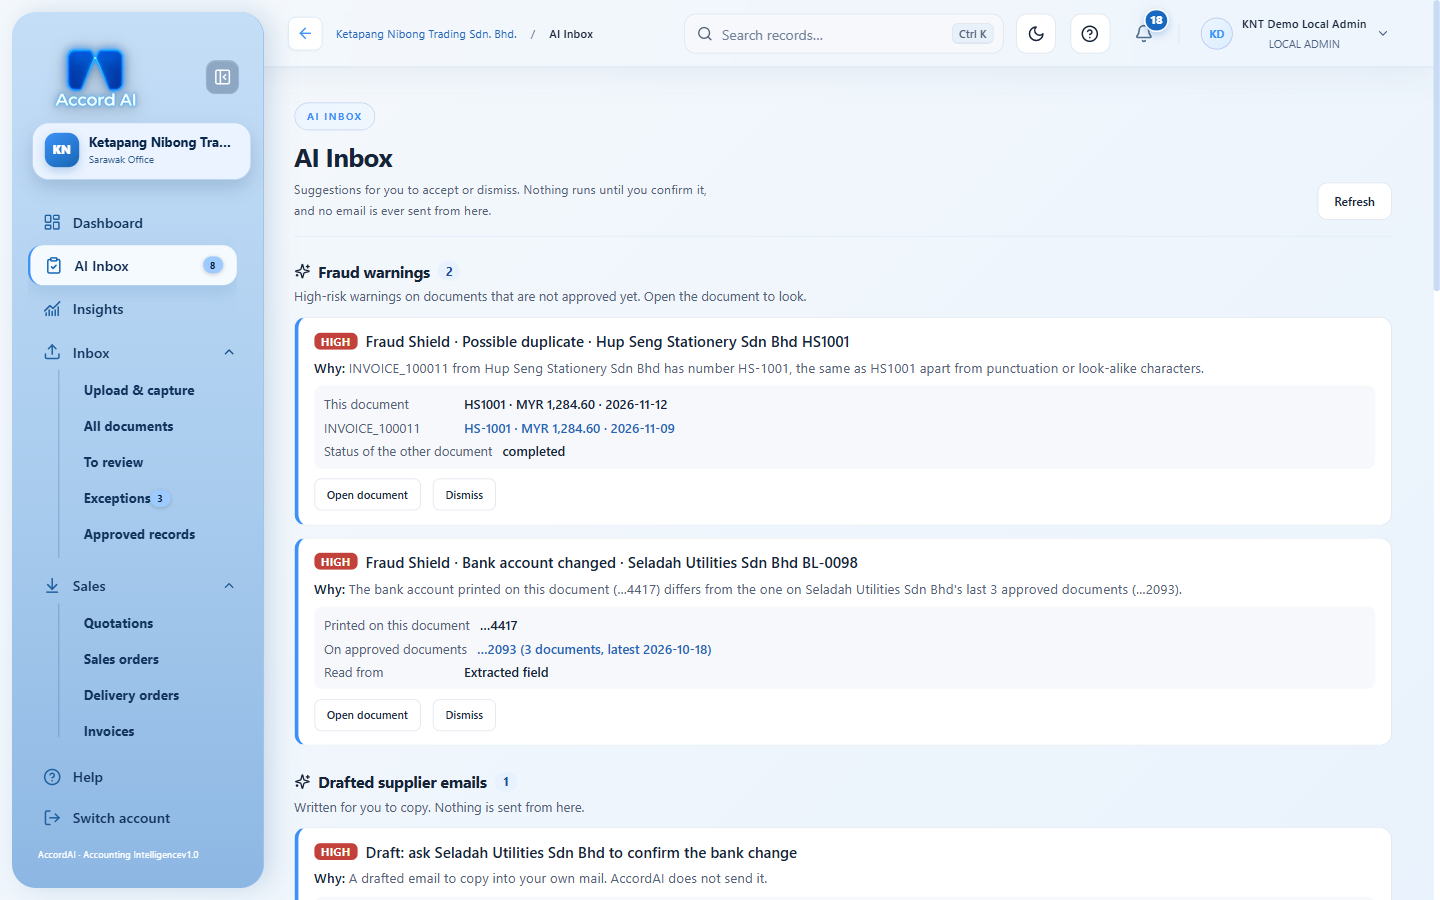 Accord AI
KN
Ketapang Nibong Tra...
Sarawak Office
Dashboard
AI Inbox 8
Insights
Inbox
Upload & capture
All documents
To review
Exceptions 3
Approved records
Sales
Quotations
Sales orders
Delivery orders
Invoices
Help
Switch account
AccordAI · Accounting Intelligencev1.0
Ketapang Nibong Trading Sdn. Bhd. / AI Inbox
Search records... Ctrl K
18
KD
KNT Demo Local Admin
LOCAL ADMIN
AI INBOX
AI Inbox
Suggestions for you to accept or dismiss. Nothing runs until you confirm it,
and no email is ever sent from here.
Refresh
Fraud warnings 2
High-risk warnings on documents that are not approved yet. Open the document to look.
HIGH Fraud Shield · Possible duplicate · Hup Seng Stationery Sdn Bhd HS1001
Why: INVOICE_100011 from Hup Seng Stationery Sdn Bhd has number HS-1001, the same as HS1001 apart from punctuation or look-alike characters.
This document HS1001 · MYR 1,284.60 · 2026-11-12
INVOICE_100011 HS-1001 · MYR 1,284.60 · 2026-11-09
Status of the other document completed
Open document Dismiss
HIGH Fraud Shield · Bank account changed · Seladah Utilities Sdn Bhd BL-0098
Why: The bank account printed on this document (...4417) differs from the one on Seladah Utilities Sdn Bhd's last 3 approved documents (...2093).
Printed on this document ...4417
On approved documents ...2093 (3 documents, latest 2026-10-18)
Read from Extracted field
Open document Dismiss
Drafted supplier emails 1
Written for you to copy. Nothing is sent from here.
HIGH Draft: ask Seladah Utilities Sdn Bhd to confirm the bank change
Why: A drafted email to copy into your own mail. AccordAI does not send it.